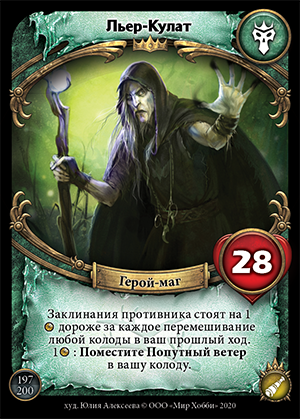 Льер-Кулат
28
Герой-маг
Заклинания противника стоят на 1
дороже за каждое перемешивание
любой колоды в ваш прошлый ход.
1 : Поместите Попутный ветер
в вашу колоду.
197
200
худ. Юлия Алексеева © ООО «Мир Хобби» 2020